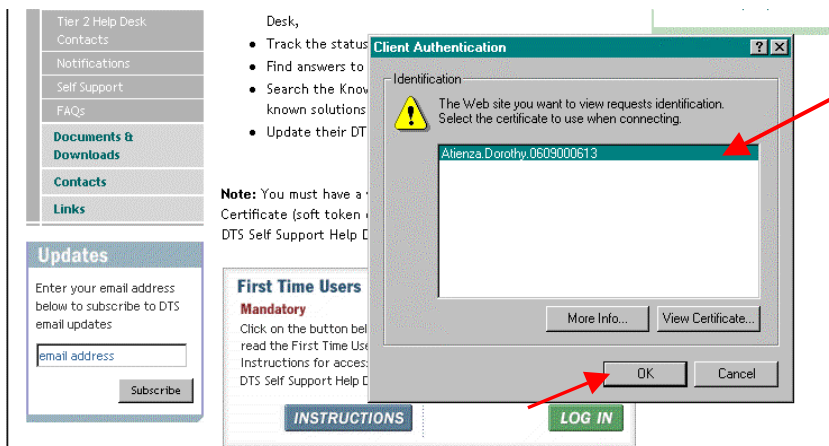 Tier 2 Help Desk
Contacts
Notifications
Self Support
FAQs
Documents &
Downloads
Contacts
Links
Updates
Enter your email address
below to subscribe to DTS
email updates
email address
Subscribe
Desk,
• Track the status
• Find answers to
• Search the Know
known solutions
• Update their DT
Note: You must have a
Certificate (soft token
DTS Self Support Help D
First Time Users
Mandatory
Click on the button bel
read the First Time Use
Instructions for acces
DTS Self Support Help D
INSTRUCTIONS
LOG IN
Client Authentication
Identification
The Web site you want to view requests identification.
Select the certificate to use when connecting.
Atienza.Dorothy.0609000613
More Info...
View Certificate...
OK
Cancel